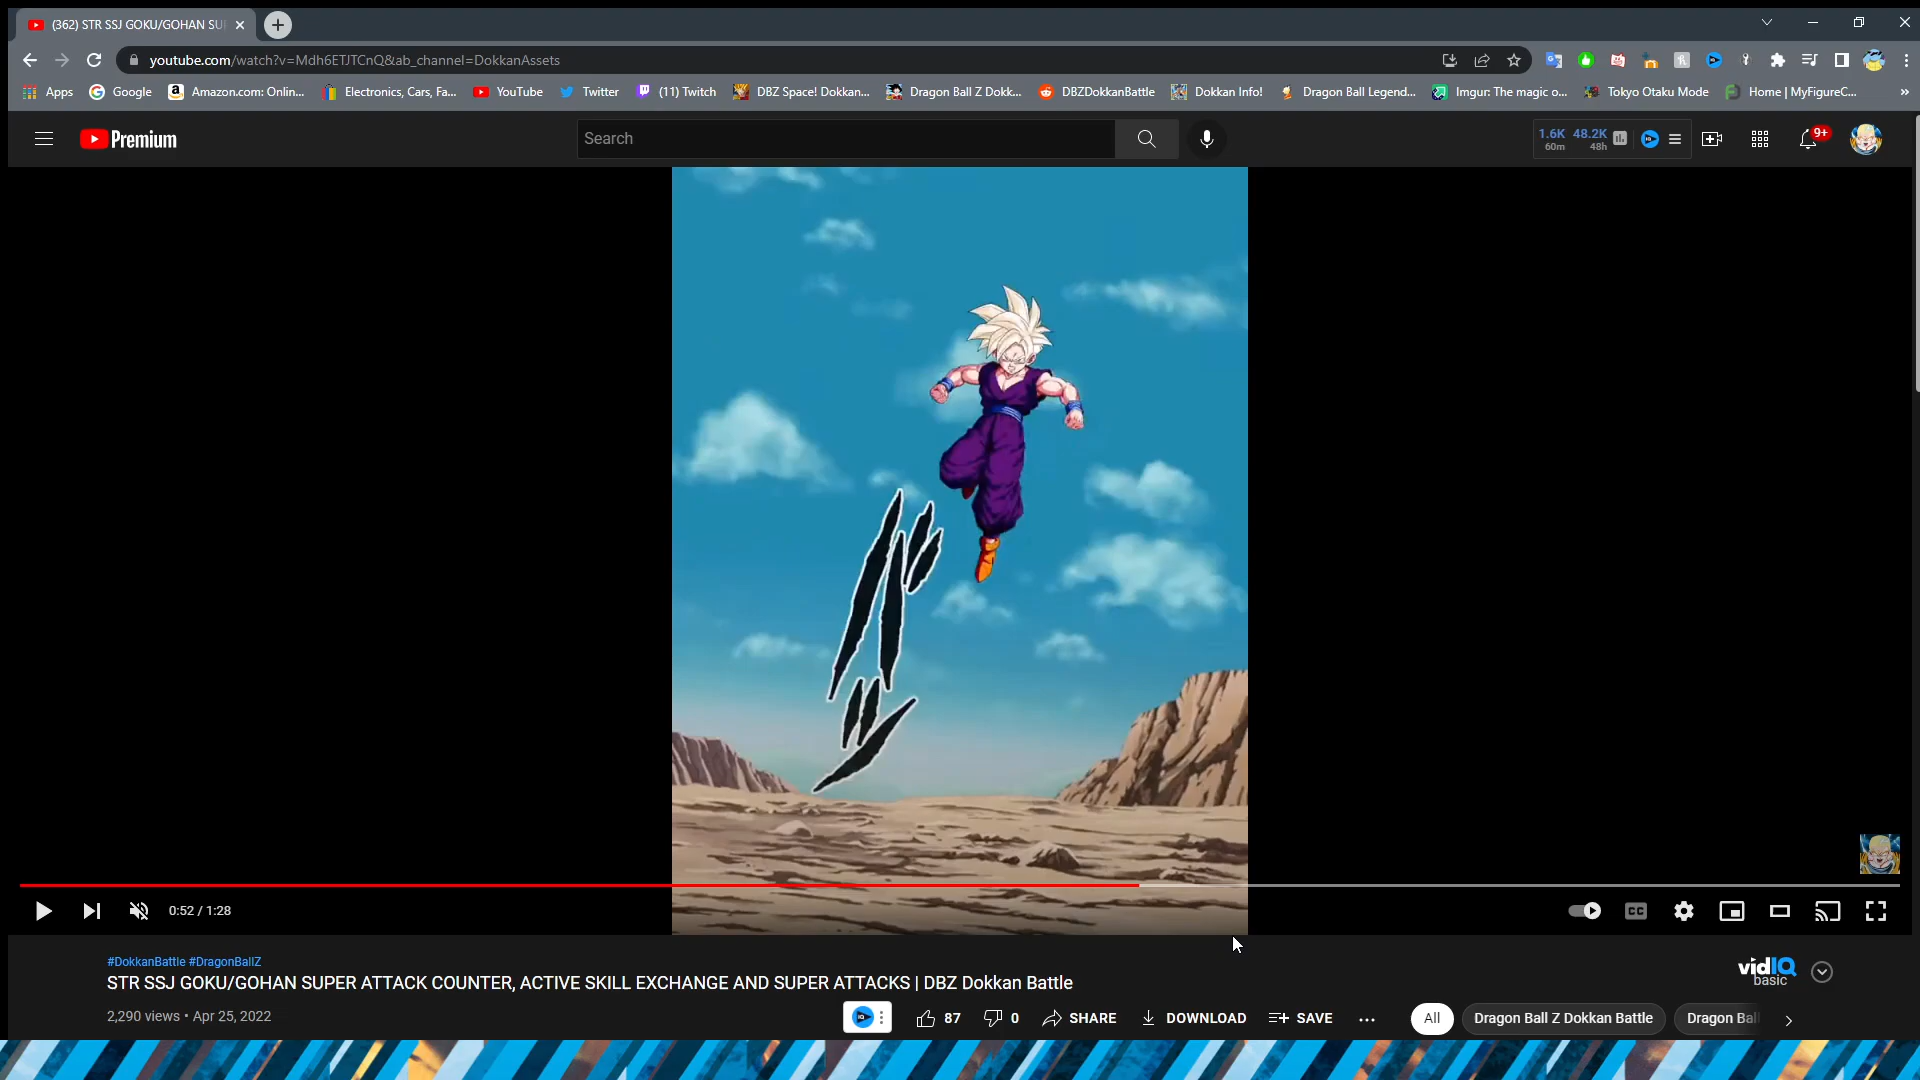 (362) STR SSJ GOKU/GOHAN SU
youtube.com/watch?v=Mdh6ETJTCnQ&ab_channel=DokkanAssets
Apps Google Amazon.com: Onlin... Electronics, Cars, Fa... YouTube Twitter (11) Twitch DBZ Space! Dokkan... Dragon Ball Z Dokk... DBZDokkanBattle Dokkan Info! Dragon Ball Legend... Imgur: The magic o... Tokyo Otaku Mode Home | MyFigureC... »
Premium Search 1.6K 48.2K 9+
60m 48h
0:52 / 1:28 CC
#DokkanBattle #DragonBallZ
STR SSJ GOKU/GOHAN SUPER ATTACK COUNTER, ACTIVE SKILL EXCHANGE AND SUPER ATTACKS | DBZ Dokkan Battle
vidIQ
basic
2,290 views • Apr 25, 2022
87 0 SHARE DOWNLOAD SAVE ... All Dragon Ball Z Dokkan Battle Dragon Ball